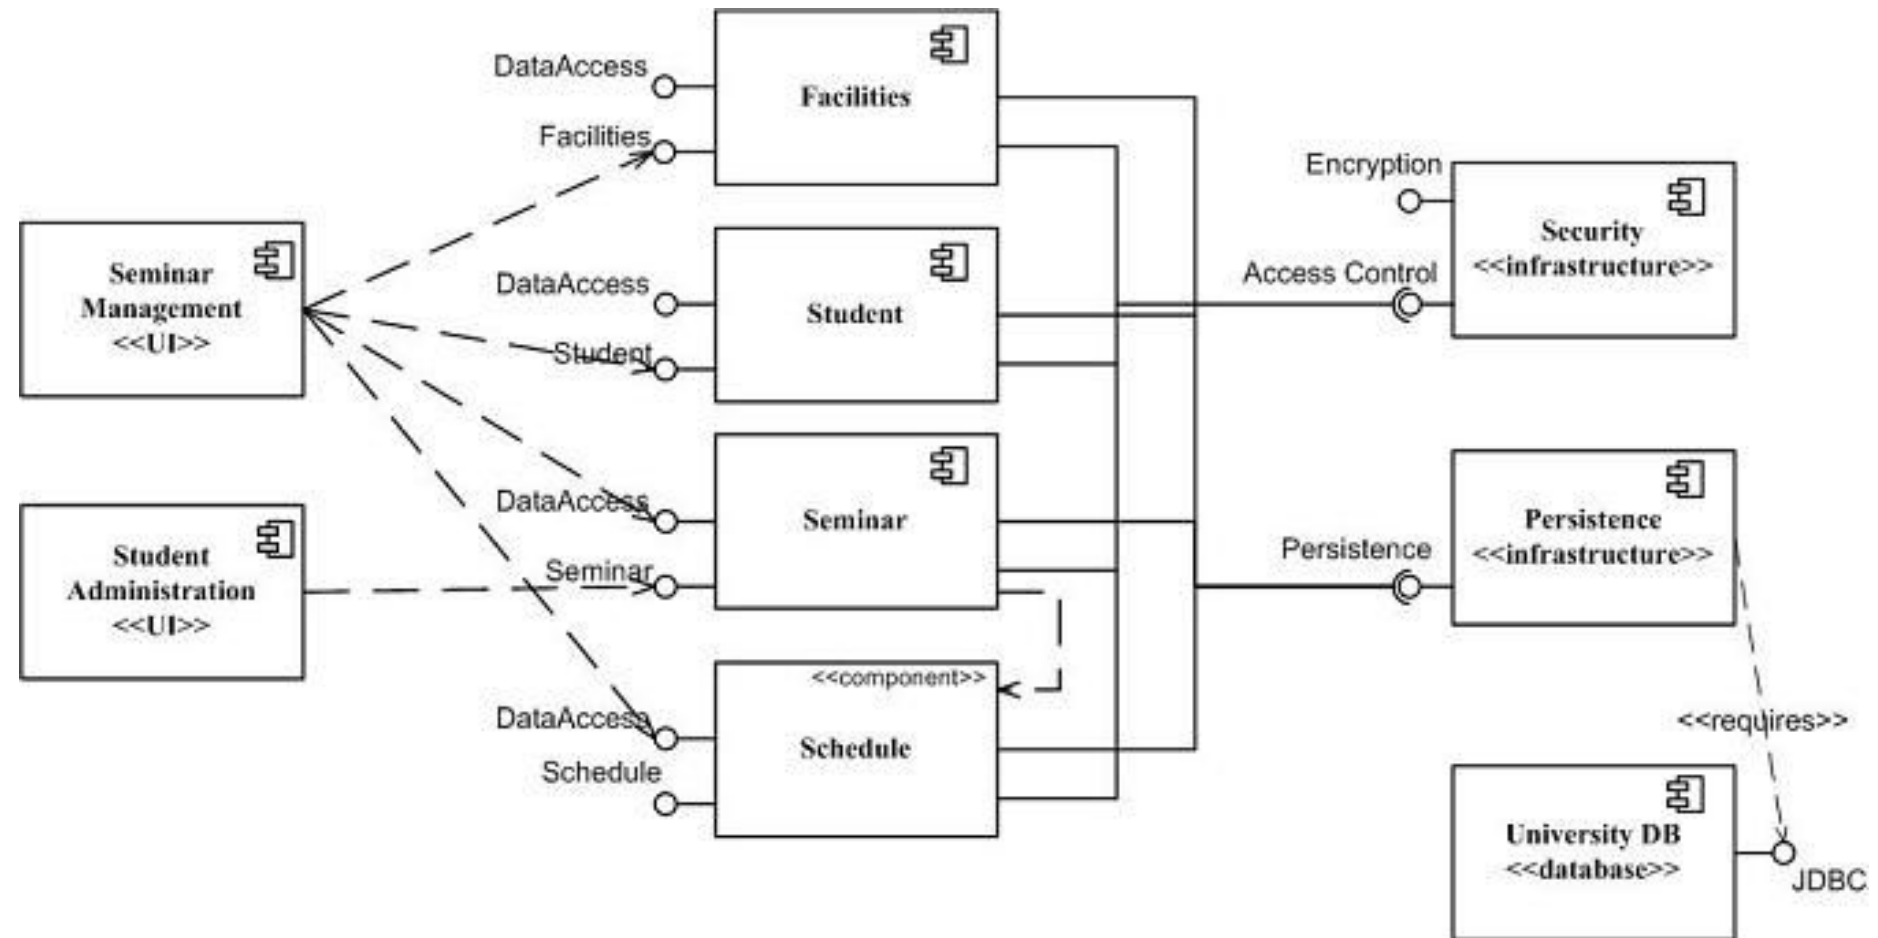 DataAccess
Facilities
Facilities
Encryption
Security
<<infrastructure>>
Access Control
Seminar
Management
<<UI>>
DataAccess
Student
Student
DataAccess
Seminar
Seminar
Persistence
Persistence
<<infrastructure>>
Student
Administration
<<UI>>
<<component>>
DataAccess
Schedule
Schedule
<<requires>>
University DB
<<database>>
JDBC